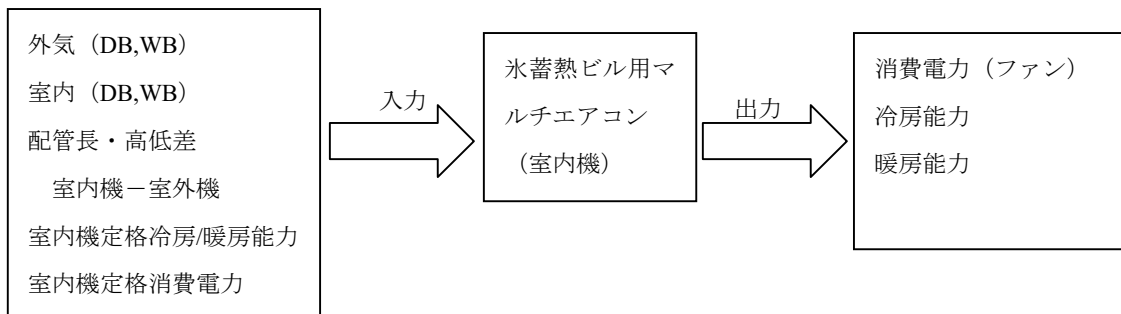 外気（DB,WB）
室内（DB,WB）
配管長・高低差
室内機－室外機
室内機定格冷房/暖房能力
室内機定格消費電力
入力
氷蓄熱ビル用マ
ルチエアコン
（室内機）
出力
消費電力（ファン）
冷房能力
暖房能力